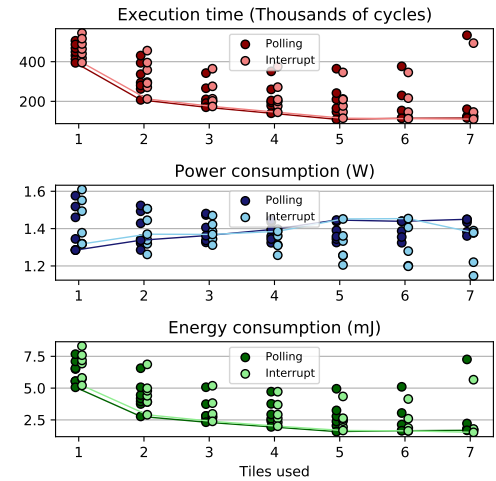 Execution time (Thousands of cycles)
Polling
Interrupt
400
200
1 2 3 4 5 6 7
Power consumption (W)
1.6
Polling
Interrupt
1.4
1.2
1 2 3 4 5 6 7
Energy consumption (mJ)
Polling
Interrupt
7.5
5.0
2.5
1 2 3 4 5 6 7
Tiles used